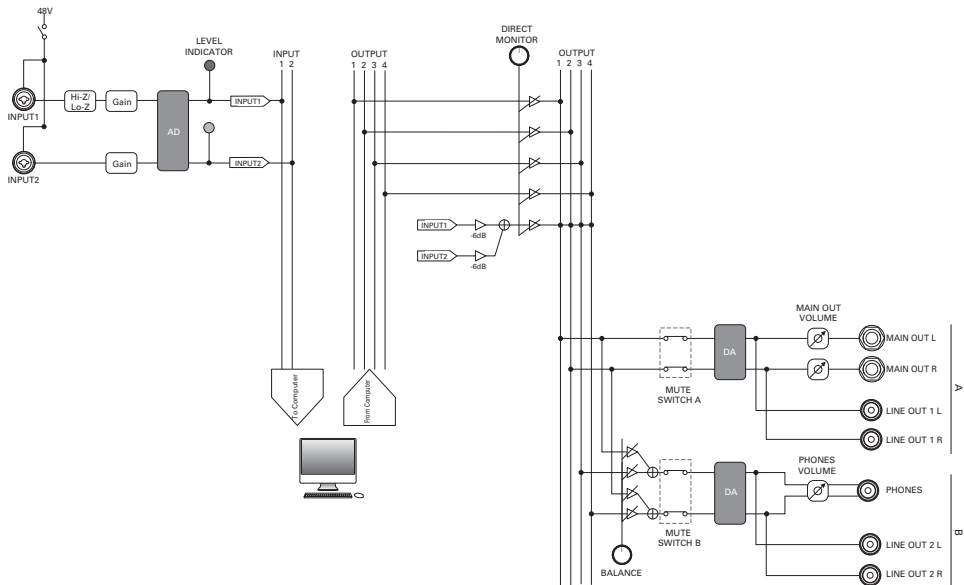 48V
INPUT1
INPUT2
Hi-Z/
Lo-Z
Gain
Gain
AD
LEVEL
INDICATOR
INPUT1
INPUT2
INPUT
1 2
OUTPUT
1 2 3 4
DIRECT
MONITOR
OUTPUT
1 2 3 4
INPUT1
-6dB
INPUT2
-6dB
To Computer
From Computer
MUTE
SWITCH A
DA
MAIN OUT
VOLUME
MAIN OUT L
MAIN OUT R
LINE OUT 1 L
LINE OUT 1 R
A
BALANCE
MUTE
SWITCH B
DA
PHONES
VOLUME
PHONES
LINE OUT 2 L
LINE OUT 2 R
B